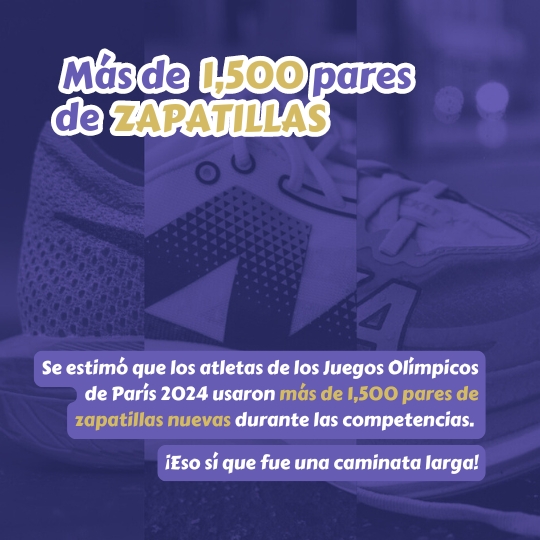 Más de 1,500 pares
de ZAPATILLAS
Se estimó que los atletas de los Juegos Olímpicos
de París 2024 usaron más de 1,500 pares de
zapatillas nuevas durante las competencias.
¡Eso sí que fue una caminata larga!